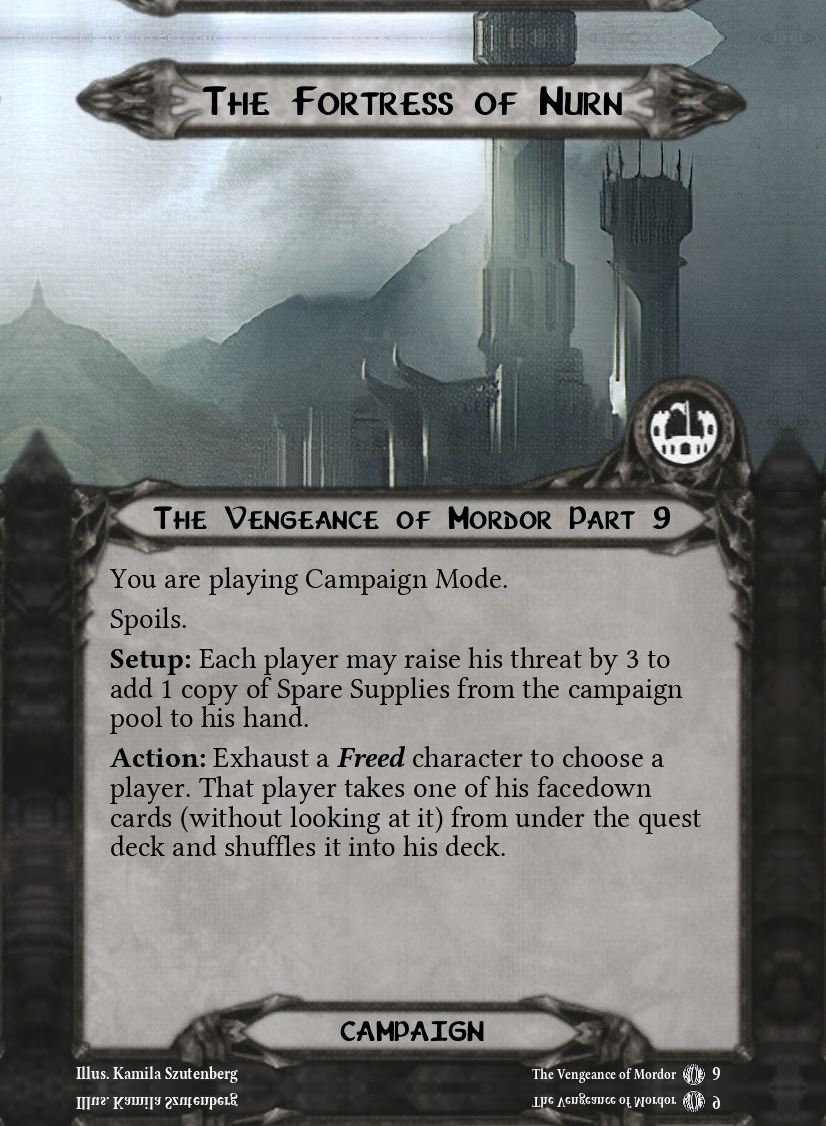 The Fortress of Nurn
The Vengeance of Mordor Part 9
You are playing Campaign Mode.
Spoils.
Setup: Each player may raise his threat by 3 to
add 1 copy of Spare Supplies from the campaign
pool to his hand.
Action: Exhaust a Freed character to choose a
player. That player takes one of his facedown
cards (without looking at it) from under the quest
deck and shuffles it into his deck.
CAMPAIGN
Illus. Kamila Szutenberg
The Vengeance of Mordor 9
Illus. Kamila Szutenberg
The Vengeance of Mordor 9